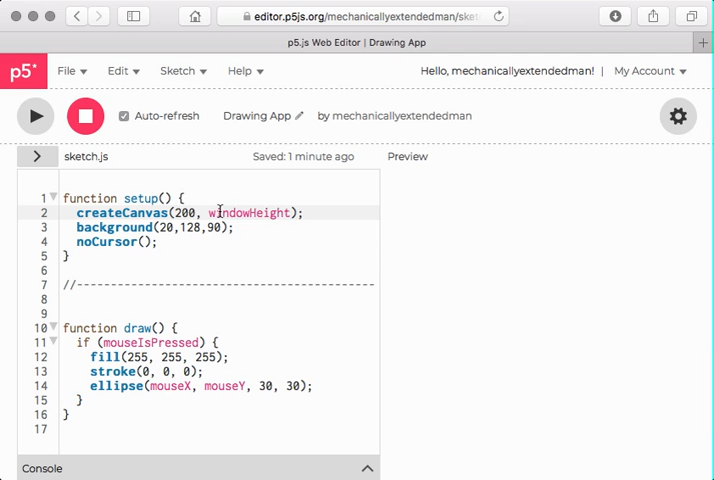 editor.p5js.org/mechanicallyextendedman/sket
p5.js Web Editor | Drawing App
p5* File Edit Sketch Help Hello, mechanicallyextendedman! | My Account
Auto-refresh Drawing App by mechanicallyextendedman
sketch.js Saved: 1 minute ago Preview
1 function setup() {
2 createCanvas(200, windowHeight);
3 background(20,128,90);
4 noCursor();
5 }
6
7 //-------------------------------------------
8
9
10 function draw() {
11 if (mouseIsPressed) {
12 fill(255, 255, 255);
13 stroke(0, 0, 0);
14 ellipse(mouseX, mouseY, 30, 30);
15 }
16 }
17
Console